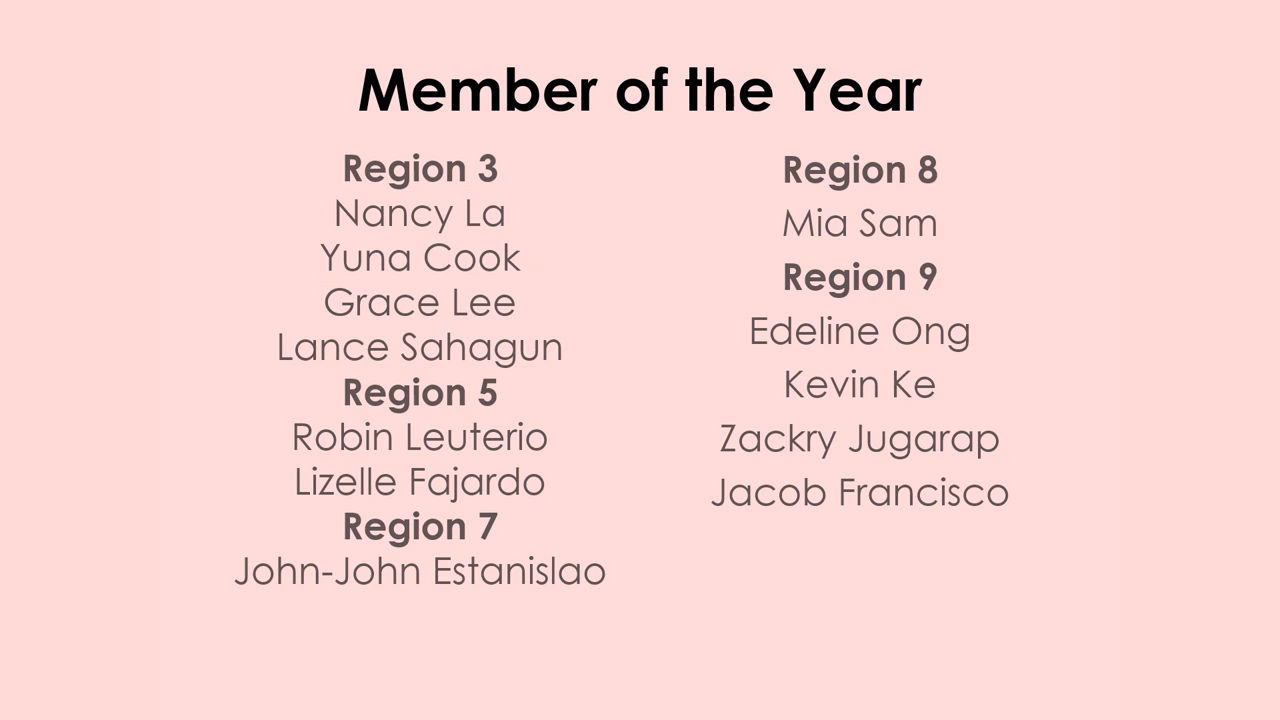 Member of the Year
Region 3
Nancy La
Yuna Cook
Grace Lee
Lance Sahagun
Region 5
Robin Leuterio
Lizelle Fajardo
Region 7
John-John Estanislao
Region 8
Mia Sam
Region 9
Edeline Ong
Kevin Ke
Zackry Jugarap
Jacob Francisco